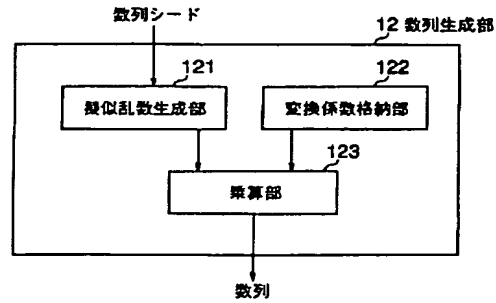 数列シード
12 数列生成部
121
122
擬似乱数生成部
変換係数格納部
123
乗算部
数列